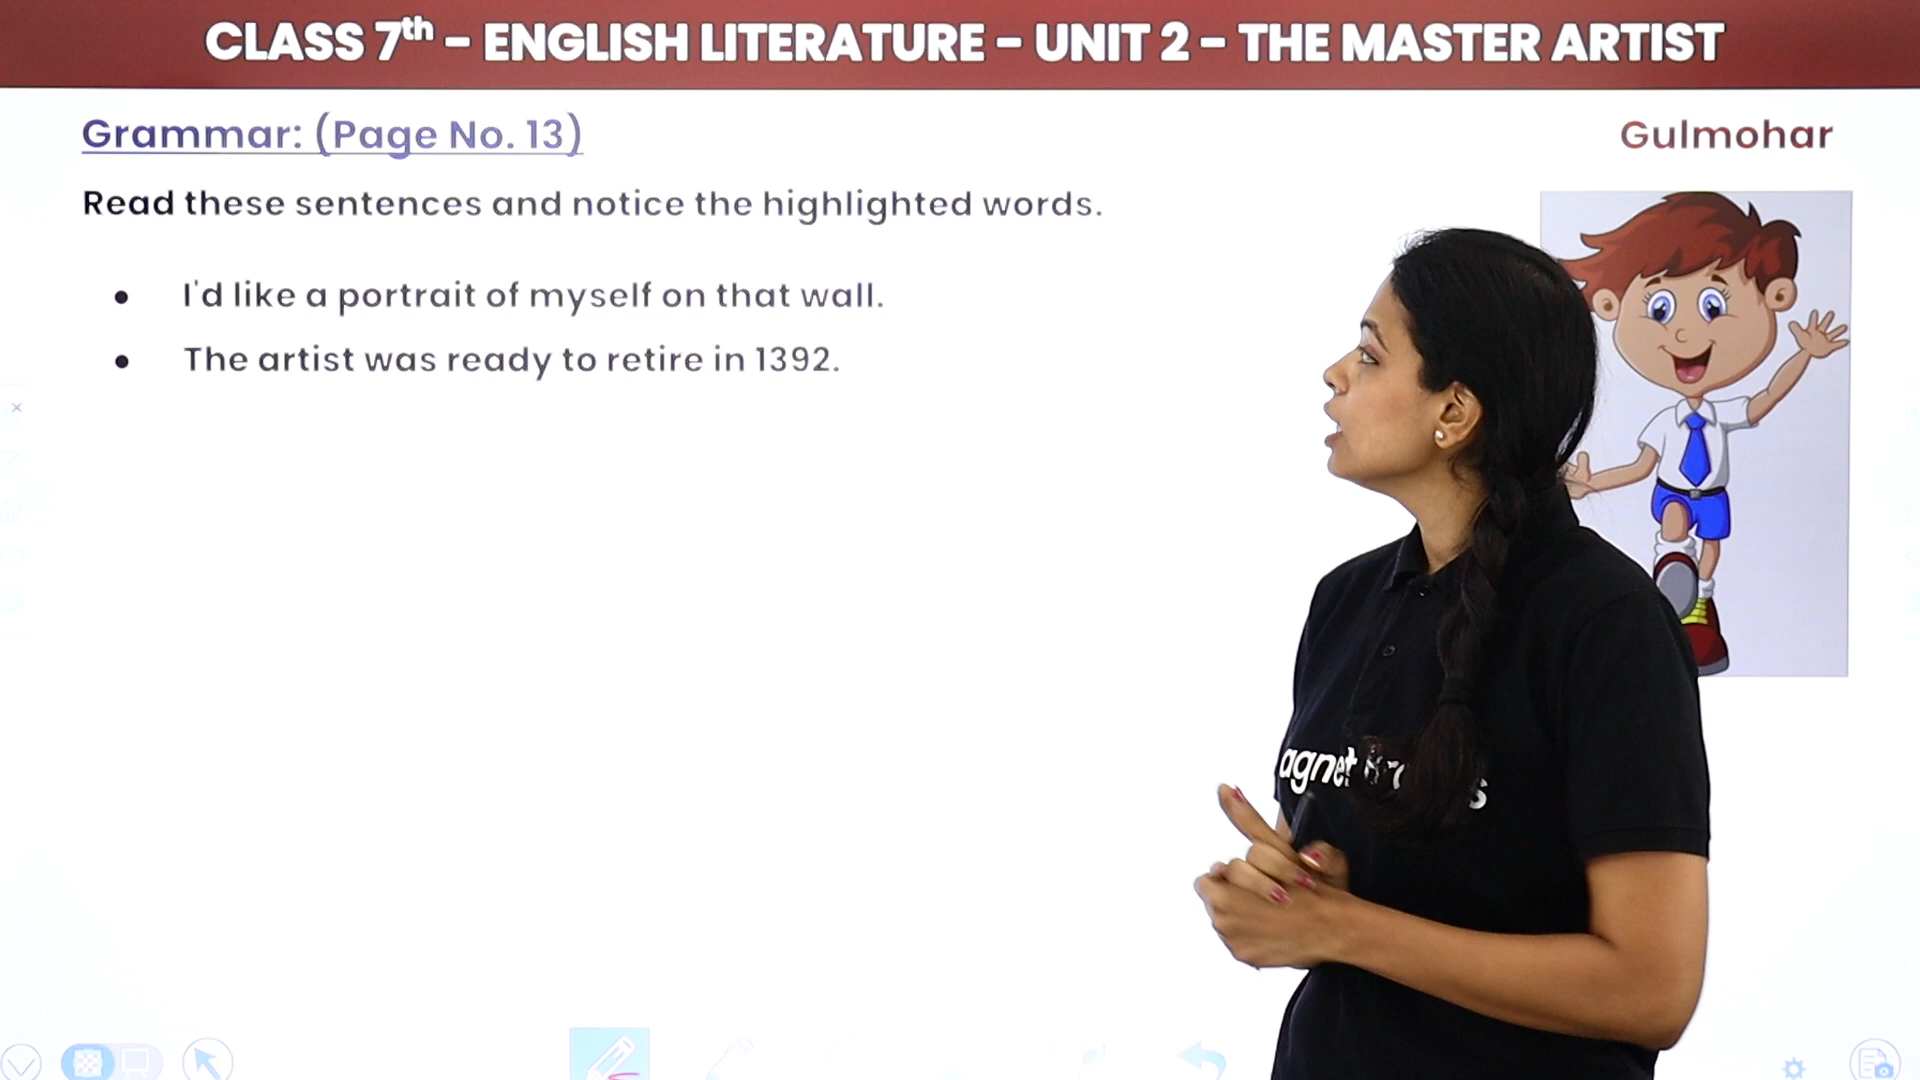 CLASS 7th - ENGLISH LITERATURE - UNIT 2 - THE MASTER ARTIST
Grammar: (Page No. 13)
Gulmohar
Read these sentences and notice the highlighted words.
• I'd like a portrait of myself on that wall.
• The artist was ready to retire in 1392.
agnet
s